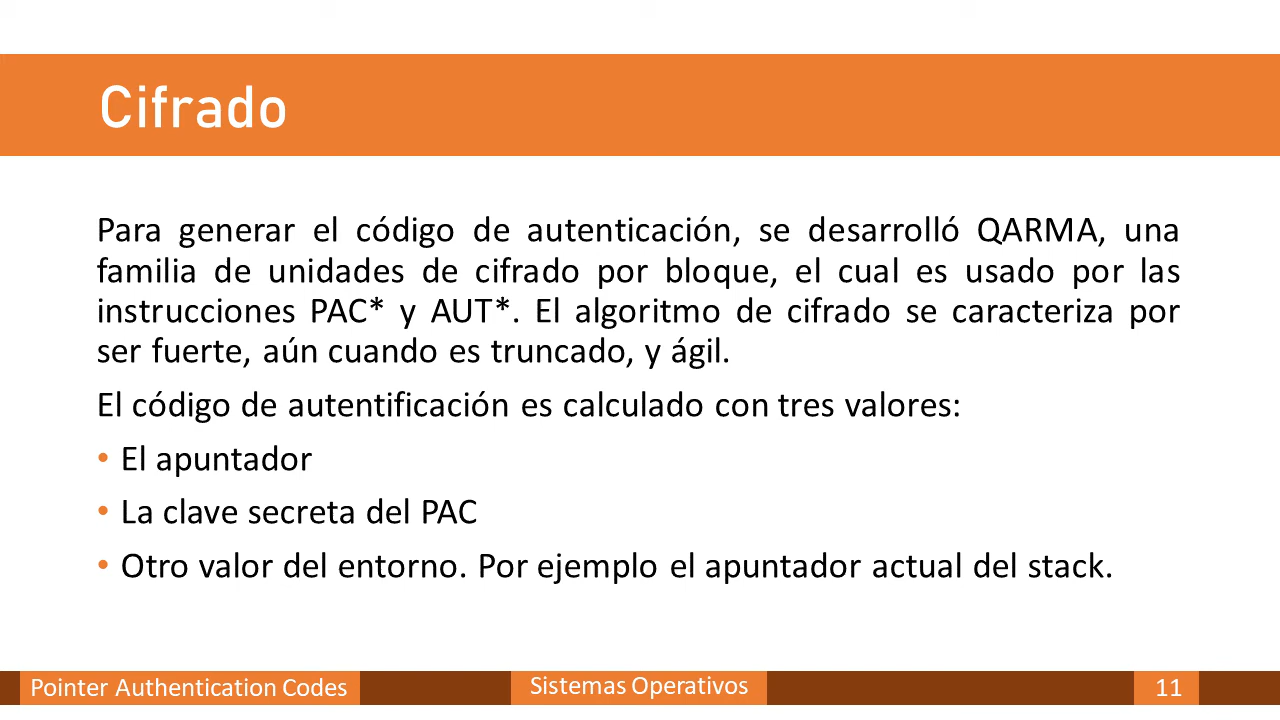 Cifrado
Para generar el código de autenticación, se desarrolló QARMA, una
familia de unidades de cifrado por bloque, el cual es usado por las
instrucciones PAC* y AUT*. El algoritmo de cifrado se caracteriza por
ser fuerte, aún cuando es truncado, y ágil.
El código de autentificación es calculado con tres valores:
• El apuntador
• La clave secreta del PAC
• Otro valor del entorno. Por ejemplo el apuntador actual del stack.
Pointer Authentication Codes
Sistemas Operativos
11